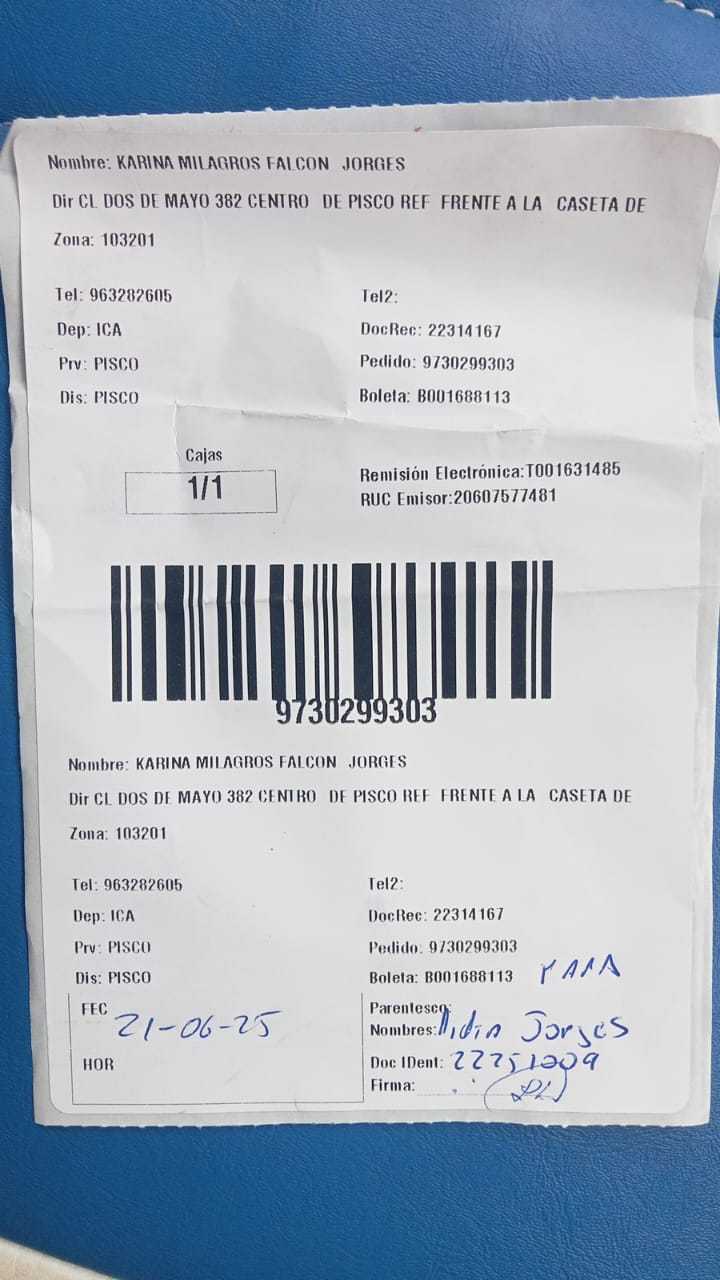 Nombre: KARINA MILAGROS FALCON JORGES
Dir CL DOS DE MAYO 382 CENTRO DE PISCO REF FRENTE A LA CASETA DE
Zona: 103201
Tel: 963282605 Tel2:
Dep: ICA DocRec: 22314167
Prv: PISCO Pedido: 9730299303
Dis: PISCO Boleta: B001688113
Cajas
1/1
Remisión Electrónica:T001631485
RUC Emisor:20607577481
9730299303
Nombre: KARINA MILAGROS FALCON JORGES
Dir CL DOS DE MAYO 382 CENTRO DE PISCO REF FRENTE A LA CASETA DE
Zona: 103201
Tel: 963282605 Tel2:
Dep: ICA DocRec: 22314167
Prv: PISCO Pedido: 9730299303
Dis: PISCO Boleta: B001688113
FEC 21-06-25
Parentesco:
Nombres: Jorges
HOR
Doc IDent:
Firma: